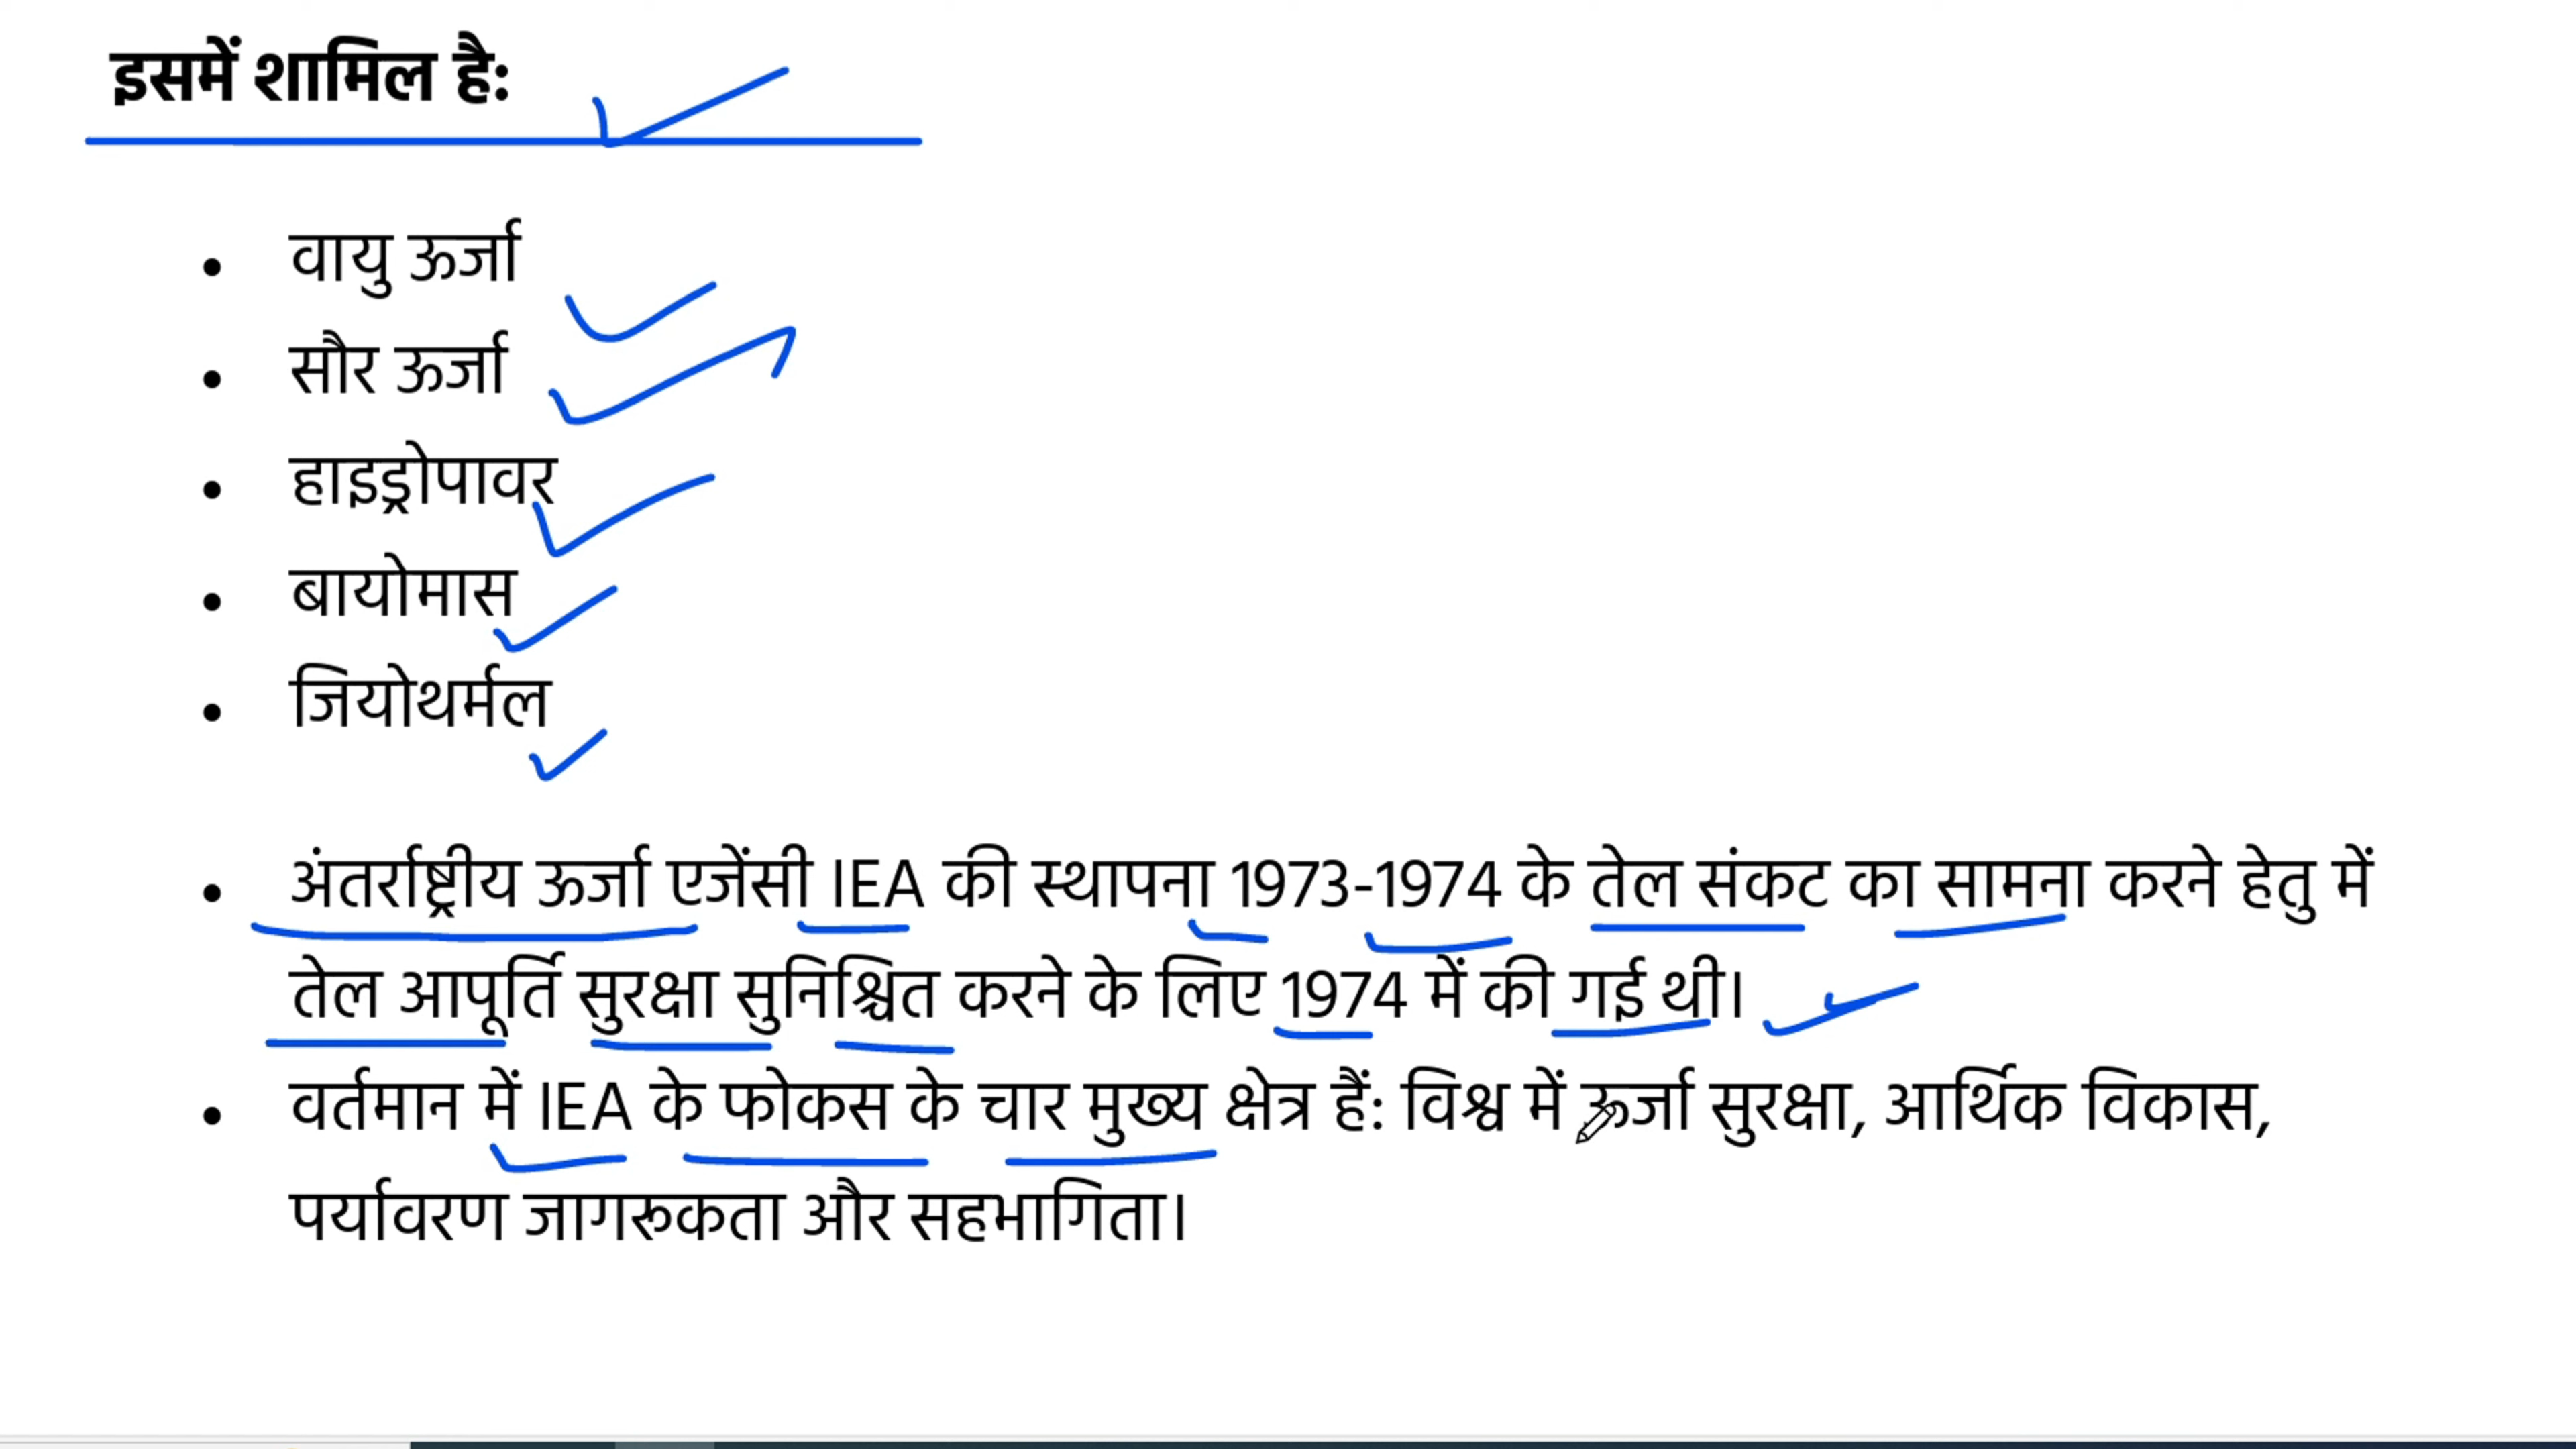 इसमें शामिल है:
• वायु ऊर्जा
• सौर ऊर्जा
• हाइड्रोपावर
• बायोमास
• जियोथर्मल
• अंतर्राष्ट्रीय ऊर्जा एजेंसी IEA की स्थापना 1973-1974 के तेल संकट का सामना करने हेतु में
तेल आपूर्ति सुरक्षा सुनिश्चित करने के लिए 1974 में की गई थी।
• वर्तमान में IEA के फोकस के चार मुख्य क्षेत्र हैं: विश्व में ऊर्जा सुरक्षा, आर्थिक विकास,
पर्यावरण जागरूकता और सहभागिता।